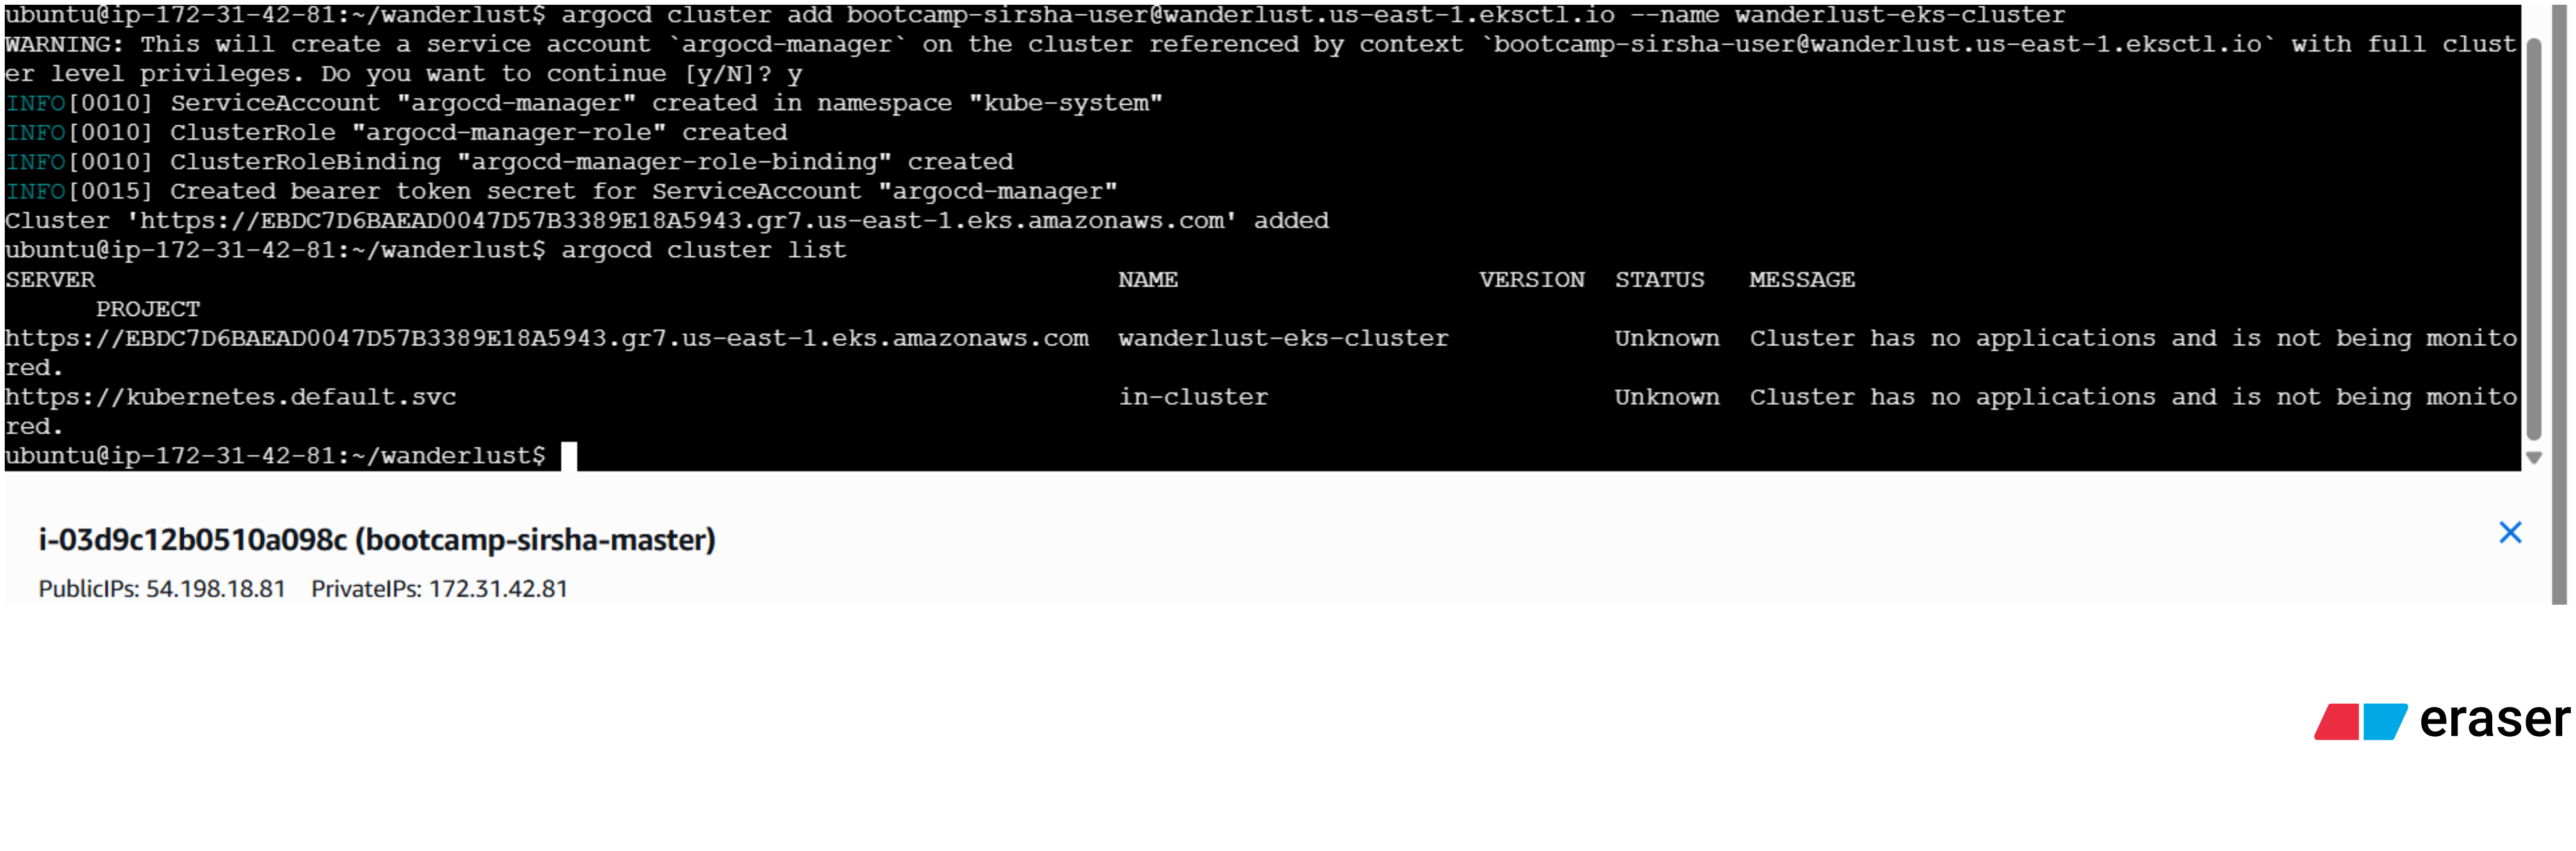 ubuntu@ip-172-31-42-81:~/wanderlust$ argocd cluster add bootcamp-sirsha-user@wanderlust.us-east-1.eksctl.io --name wanderlust-eks-cluster
WARNING: This will create a service account `argocd-manager` on the cluster referenced by context `bootcamp-sirsha-user@wanderlust.us-east-1.eksctl.io` with full clust
er level privileges. Do you want to continue [y/N]? y
INFO[0010] ServiceAccount "argocd-manager" created in namespace "kube-system"
INFO[0010] ClusterRole "argocd-manager-role" created
INFO[0010] ClusterRoleBinding "argocd-manager-role-binding" created
INFO[0015] Created bearer token secret for ServiceAccount "argocd-manager"
Cluster 'https://EBDC7D6BAEAD0047D57B3389E18A5943.gr7.us-east-1.eks.amazonaws.com' added
ubuntu@ip-172-31-42-81:~/wanderlust$ argocd cluster list
SERVER NAME VERSION STATUS MESSAGE
PROJECT
https://EBDC7D6BAEAD0047D57B3389E18A5943.gr7.us-east-1.eks.amazonaws.com wanderlust-eks-cluster Unknown Cluster has no applications and is not being monito
red.
https://kubernetes.default.svc in-cluster Unknown Cluster has no applications and is not being monito
red.
ubuntu@ip-172-31-42-81:~/wanderlust$
i-03d9c12b0510a098c (bootcamp-sirsha-master)
PublicIPs: 54.198.18.81 PrivateIPs: 172.31.42.81
eraser